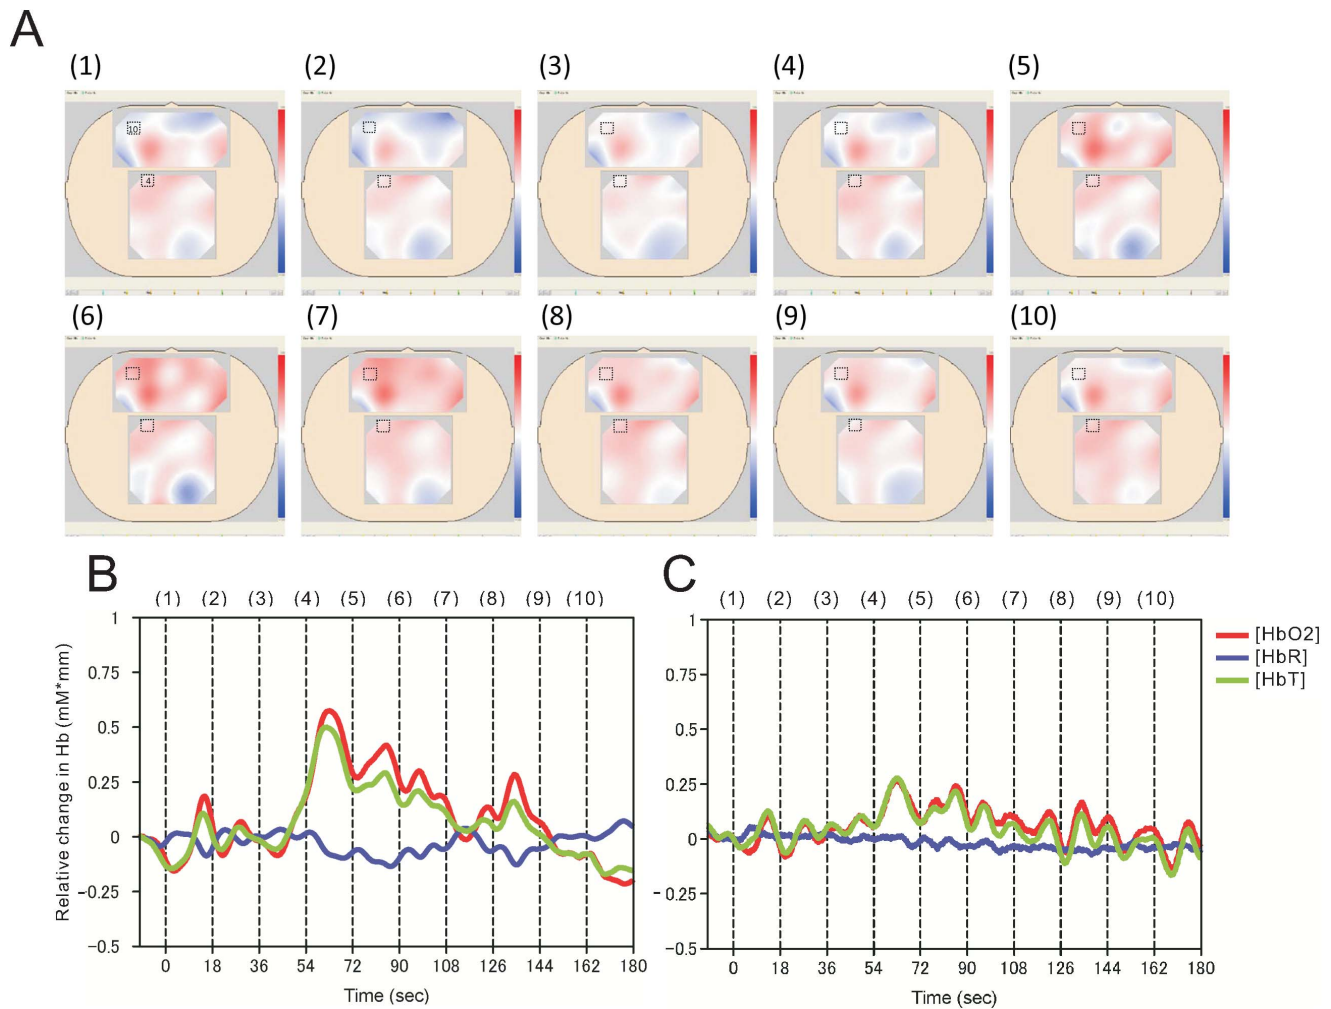 A
(1) (2) (3) (4) (5)
10
4
(6) (7) (8) (9) (10)
B
(1) (2) (3) (4) (5) (6) (7) (8) (9) (10)
Relative change in Hb (mM*mm)
1
0.75
0.5
0.25
0
−0.25
−0.5
0 18 36 54 72 90 108 126 144 162 180
Time (sec)
C
(1) (2) (3) (4) (5) (6) (7) (8) (9) (10)
1
0.75
0.5
0.25
0
−0.25
−0.5
0 18 36 54 72 90 108 126 144 162 180
Time (sec)
[HbO2]
[HbR]
[HbT]